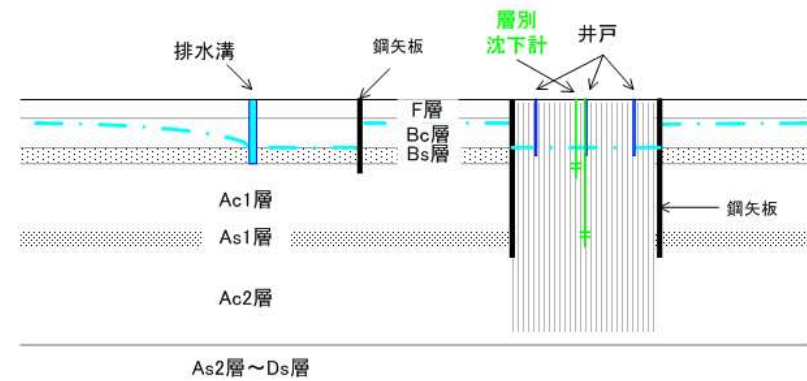 排水溝
鋼矢板
層別
沈下計
井戸
F層
Bc層
Bs層
Ac1層
As1層
鋼矢板
Ac2層
As2層～Ds層